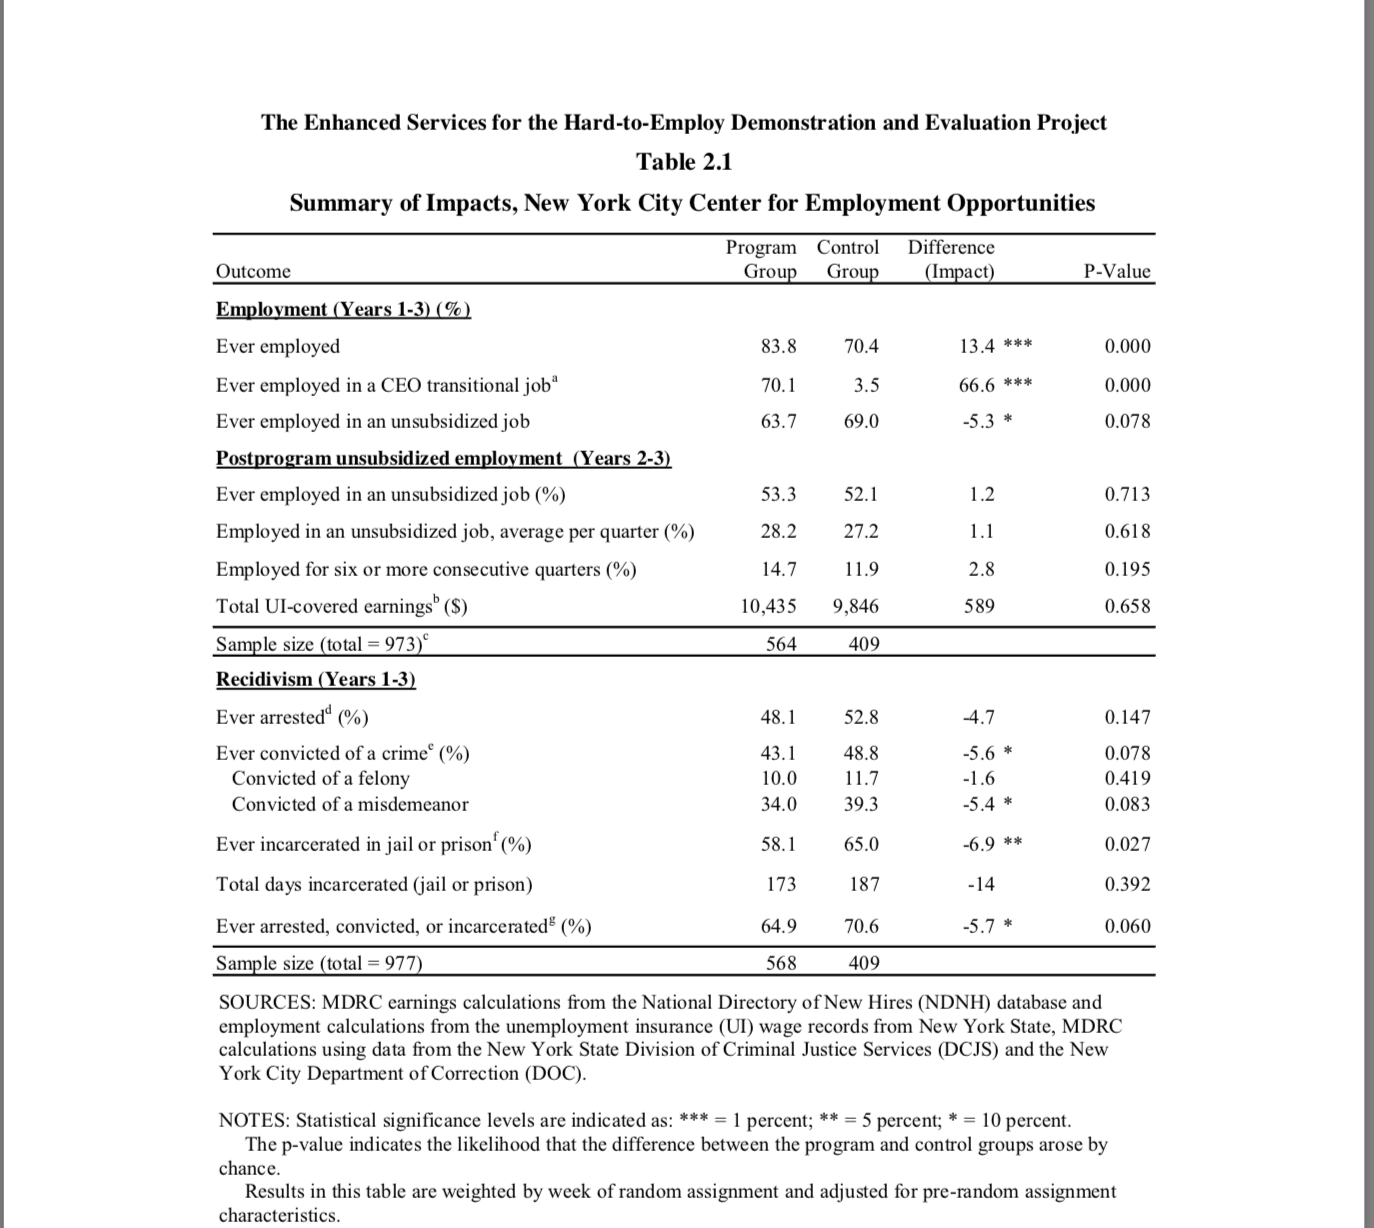 The Enhanced Services for the Hard-to-Employ Demonstration and Evaluation Project
Table 2.1
Summary of Impacts, New York City Center for Employment Opportunities
Program Control Difference
Outcome Group Group (Impact) P-Value
Employment (Years 1-3) (%)
Ever employed 83.8 70.4 13.4 *** 0.000
Ever employed in a CEO transitional jobᵃ 70.1 3.5 66.6 *** 0.000
Ever employed in an unsubsidized job 63.7 69.0 -5.3 * 0.078
Postprogram unsubsidized employment (Years 2-3)
Ever employed in an unsubsidized job (%) 53.3 52.1 1.2 0.713
Employed in an unsubsidized job, average per quarter (%) 28.2 27.2 1.1 0.618
Employed for six or more consecutive quarters (%) 14.7 11.9 2.8 0.195
Total UI-covered earningsᵇ ($) 10,435 9,846 589 0.658
Sample size (total = 973)ᶜ 564 409
Recidivism (Years 1-3)
Ever arrestedᵈ (%) 48.1 52.8 -4.7 0.147
Ever convicted of a crimeᵉ (%) 43.1 48.8 -5.6 * 0.078
Convicted of a felony 10.0 11.7 -1.6 0.419
Convicted of a misdemeanor 34.0 39.3 -5.4 * 0.083
Ever incarcerated in jail or prisonᶠ (%) 58.1 65.0 -6.9 ** 0.027
Total days incarcerated (jail or prison) 173 187 -14 0.392
Ever arrested, convicted, or incarceratedᵍ (%) 64.9 70.6 -5.7 * 0.060
Sample size (total = 977) 568 409
SOURCES: MDRC earnings calculations from the National Directory of New Hires (NDNH) database and
employment calculations from the unemployment insurance (UI) wage records from New York State, MDRC
calculations using data from the New York State Division of Criminal Justice Services (DCJS) and the New
York City Department of Correction (DOC).
NOTES: Statistical significance levels are indicated as: *** = 1 percent; ** = 5 percent; * = 10 percent.
The p-value indicates the likelihood that the difference between the program and control groups arose by
chance.
Results in this table are weighted by week of random assignment and adjusted for pre-random assignment
characteristics.